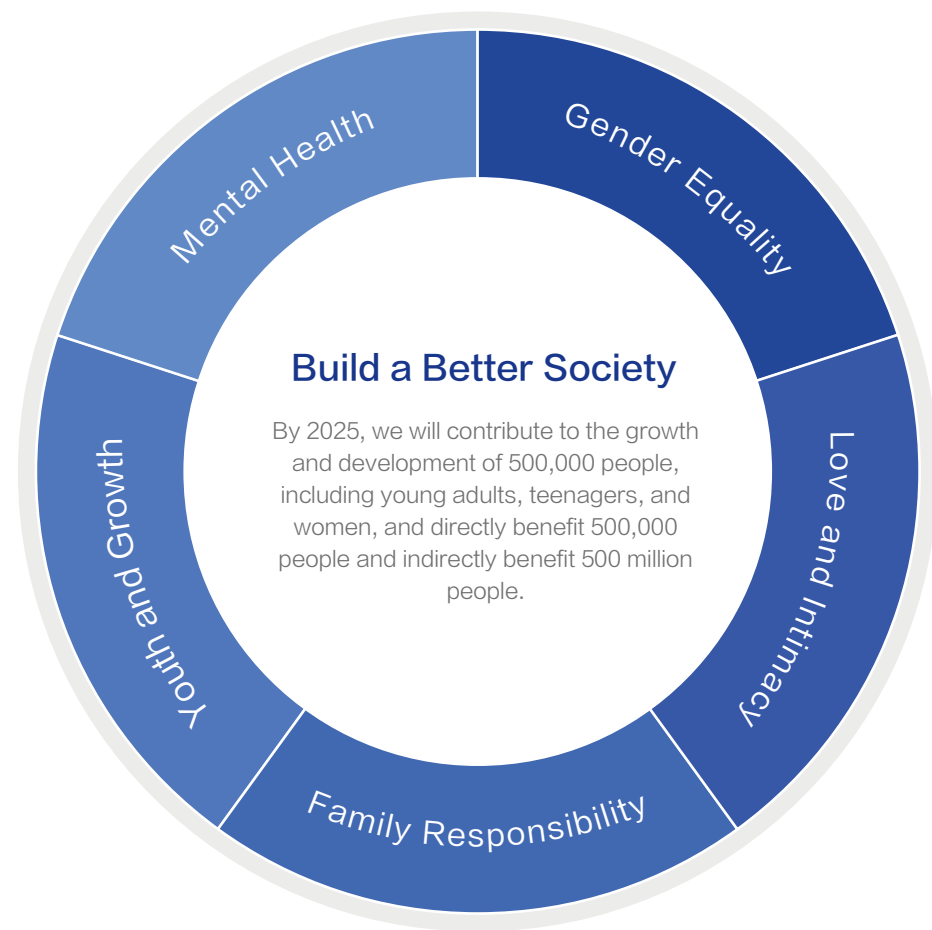 Mental Health
Gender Equality
Build a Better Society
By 2025, we will contribute to the growth
and development of 500,000 people,
including young adults, teenagers, and
women, and directly benefit 500,000
people and indirectly benefit 500 million
people.
Love and Intimacy
Youth and Growth
Family Responsibility